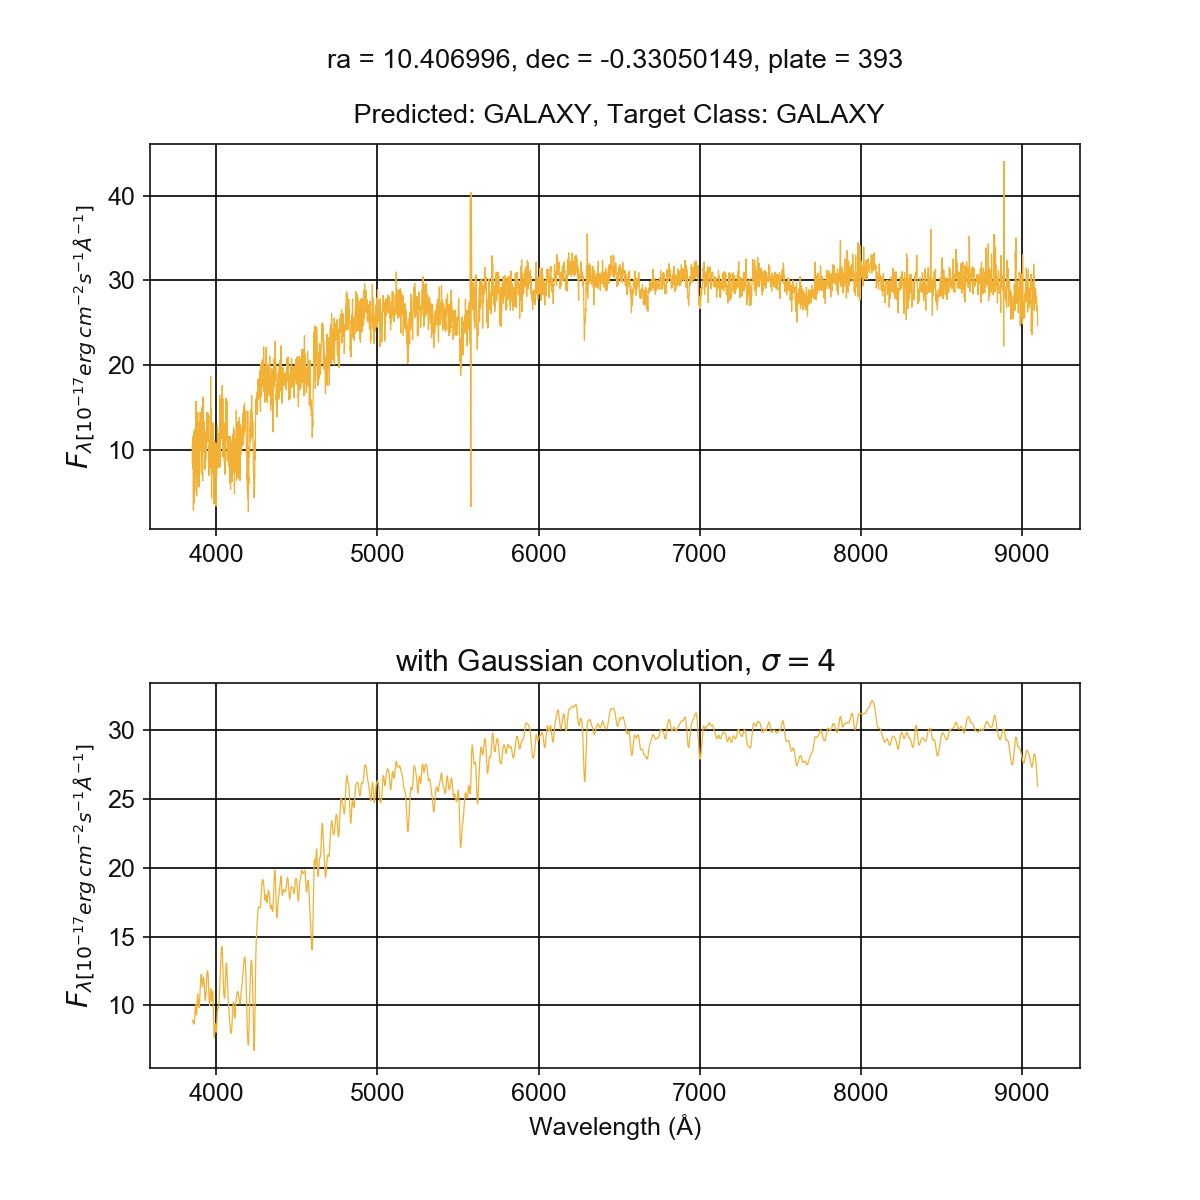 ra = 10.406996, dec = -0.33050149, plate = 393
Predicted: GALAXY, Target Class: GALAXY
40
30
20
10
F_λ[10^{-17} erg cm^{-2} s^{-1} Å^{-1}]
4000 5000 6000 7000 8000 9000
with Gaussian convolution, σ = 4
30
25
20
15
10
F_λ[10^{-17} erg cm^{-2} s^{-1} Å^{-1}]
4000 5000 6000 7000 8000 9000
Wavelength (Å)